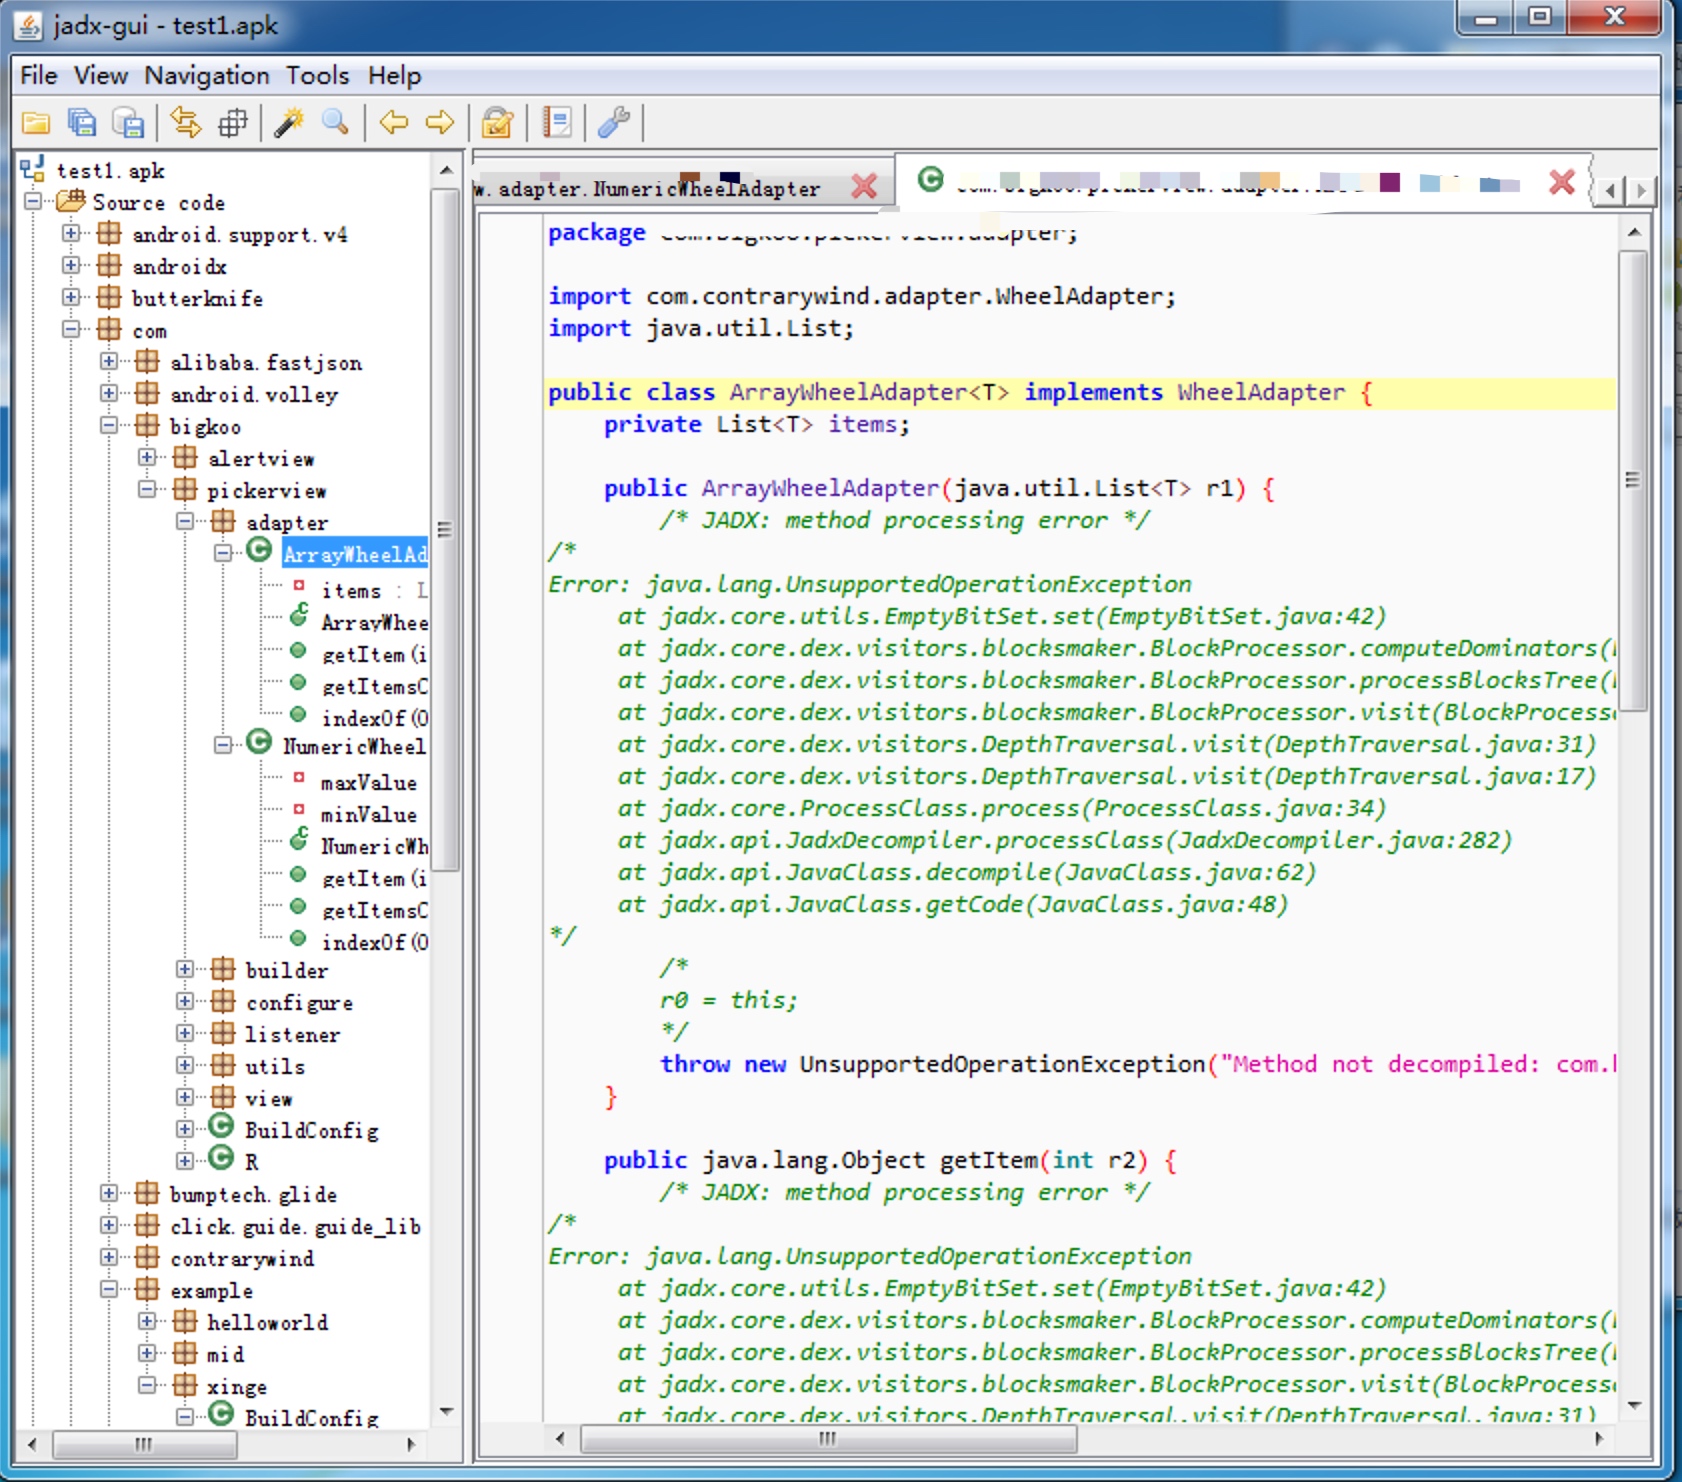 jadx-gui - test1.apk
File View Navigation Tools Help
test1.apk
Source code
android.support.v4
androidx
butterknife
com
alibaba.fastjson
android.volley
bigkoo
alertview
pickerview
adapter
ArrayWheelAd
items : L
ArrayWhee
getItem(i
getItemsC
indexOf(O
NumericWheel
maxValue
minValue
NumericWh
getItem(i
getItemsC
indexOf(O
builder
configure
listener
utils
view
BuildConfig
R
bumptech.glide
click.guide.guide_lib
contrarywind
example
helloworld
mid
xinge
BuildConfig
w.adapter.NumericWheelAdapter
package com.bigkoo.pickerview.adapter;
import com.contrarywind.adapter.WheelAdapter;
import java.util.List;
public class ArrayWheelAdapter<T> implements WheelAdapter {
private List<T> items;
public ArrayWheelAdapter(java.util.List<T> r1) {
/* JADX: method processing error */
/*
Error: java.lang.UnsupportedOperationException
at jadx.core.utils.EmptyBitSet.set(EmptyBitSet.java:42)
at jadx.core.dex.visitors.blocksmaker.BlockProcessor.computeDominators(
at jadx.core.dex.visitors.blocksmaker.BlockProcessor.processBlocksTree(
at jadx.core.dex.visitors.blocksmaker.BlockProcessor.visit(BlockProcess
at jadx.core.dex.visitors.DepthTraversal.visit(DepthTraversal.java:31)
at jadx.core.dex.visitors.DepthTraversal.visit(DepthTraversal.java:17)
at jadx.core.ProcessClass.process(ProcessClass.java:34)
at jadx.api.JadxDecompiler.processClass(JadxDecompiler.java:282)
at jadx.api.JavaClass.decompile(JavaClass.java:62)
at jadx.api.JavaClass.getCode(JavaClass.java:48)
*/
/*
r0 = this;
*/
throw new UnsupportedOperationException("Method not decompiled: com.
}
public java.lang.Object getItem(int r2) {
/* JADX: method processing error */
/*
Error: java.lang.UnsupportedOperationException
at jadx.core.utils.EmptyBitSet.set(EmptyBitSet.java:42)
at jadx.core.dex.visitors.blocksmaker.BlockProcessor.computeDominators(
at jadx.core.dex.visitors.blocksmaker.BlockProcessor.processBlocksTree(
at jadx.core.dex.visitors.blocksmaker.BlockProcessor.visit(BlockProcess
at jadx.core.dex.visitors.DepthTraversal.visit(DepthTraversal.java:31)